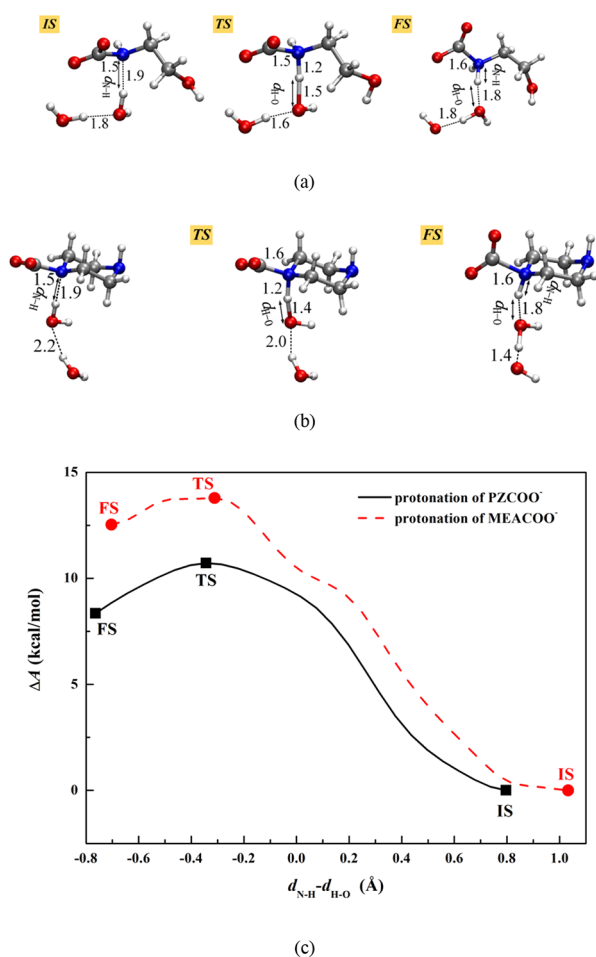 IS
TS
FS
1.5
1.9
d_N-H
1.8
1.5
1.2
d_H-O
1.5
1.6
1.6
d_N-H
d_H-O
1.8
1.8
(a)
TS
FS
1.5
d_N-H
1.9
2.2
1.6
1.2
d_H-O
1.4
2.0
1.6
d_N-H
d_H-O
1.8
1.4
(b)
15
10
5
0
ΔA (kcal/mol)
FS
TS
TS
FS
IS
IS
protonation of PZCOO⁻
protonation of MEACOO⁻
-0.8 -0.6 -0.4 -0.2 0.0 0.2 0.4 0.6 0.8 1.0
d_N-H-d_H-O (Å)
(c)